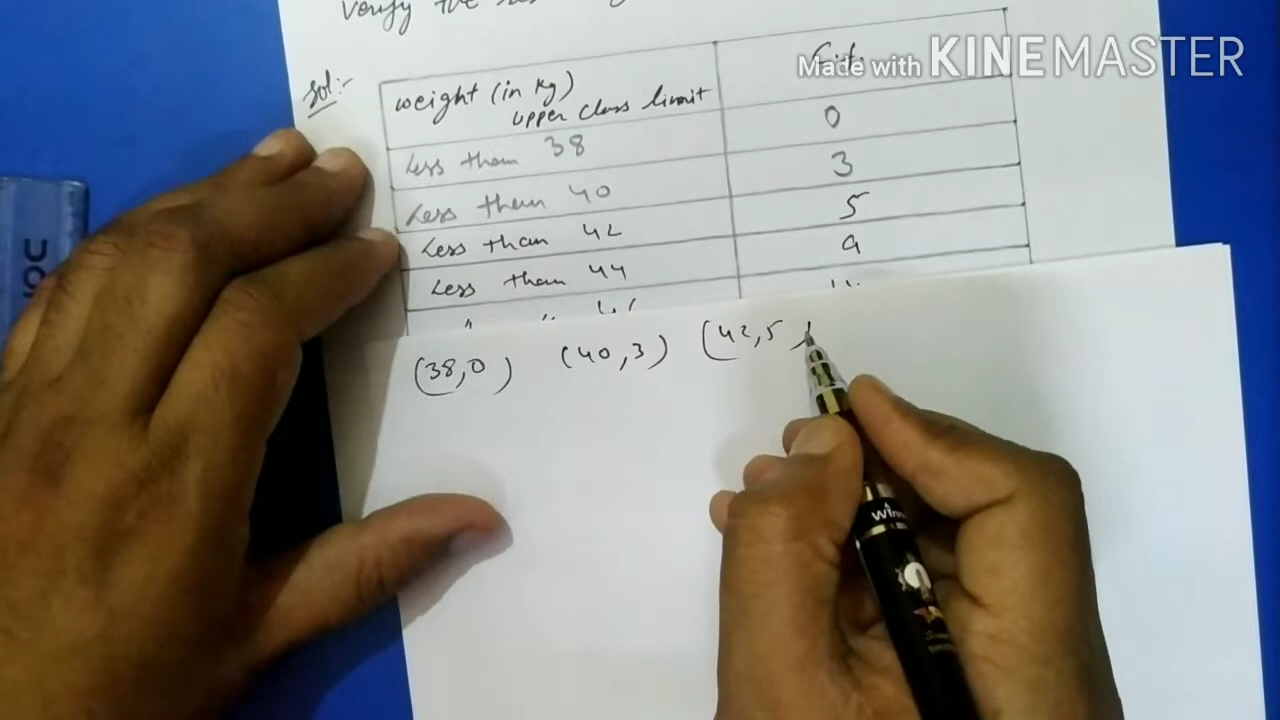 Verify the
Made with KINEMASTER
Sol:-
weight (in kg)
upper class limit
c.f.
Less than 38
0
Less than 40
3
Less than 42
5
Less than 44
9
" "
(38,0) (40,3) (42,5)
Winn